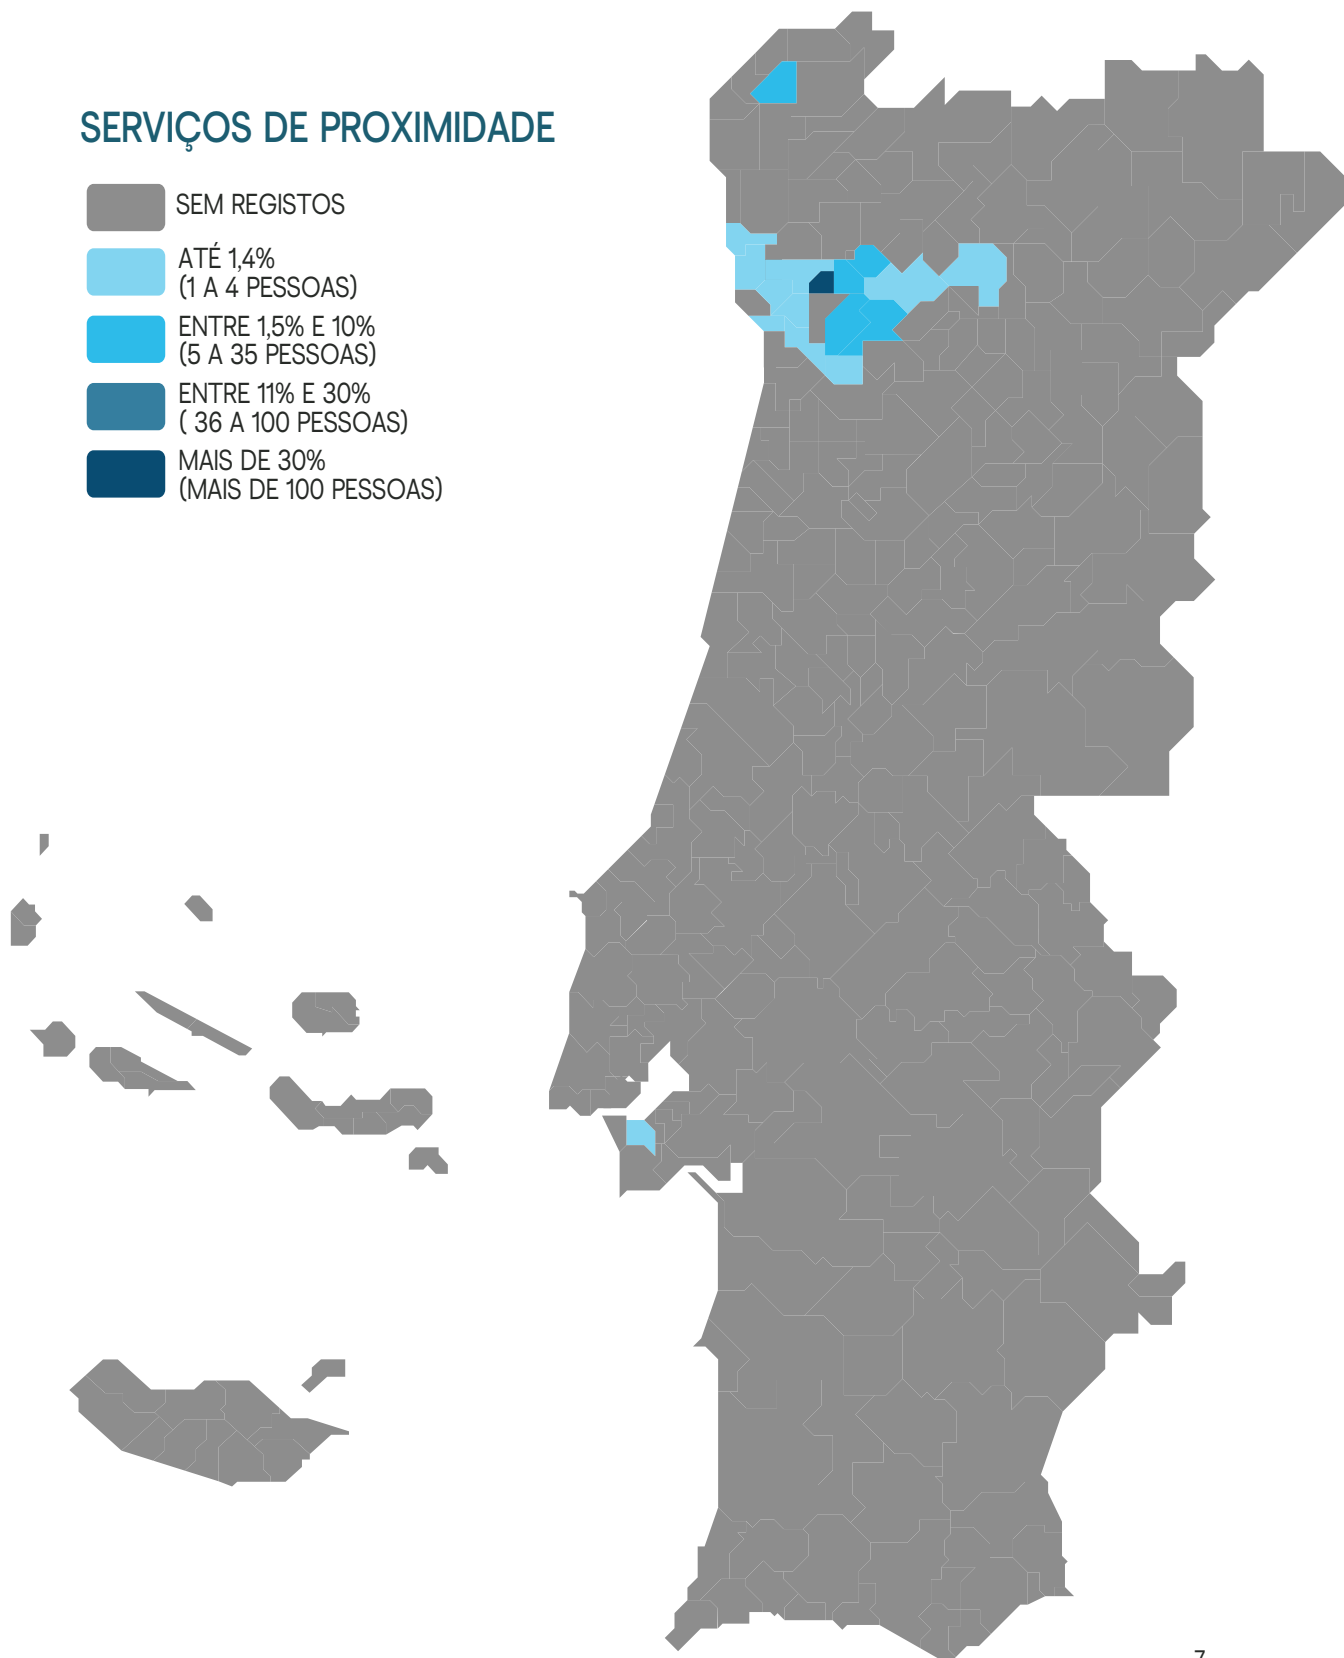 SERVIÇOS DE PROXIMIDADE
SEM REGISTOS
ATÉ 1,4%
(1 A 4 PESSOAS)
ENTRE 1,5% E 10%
(5 A 35 PESSOAS)
ENTRE 11% E 30%
( 36 A 100 PESSOAS)
MAIS DE 30%
(MAIS DE 100 PESSOAS)
7